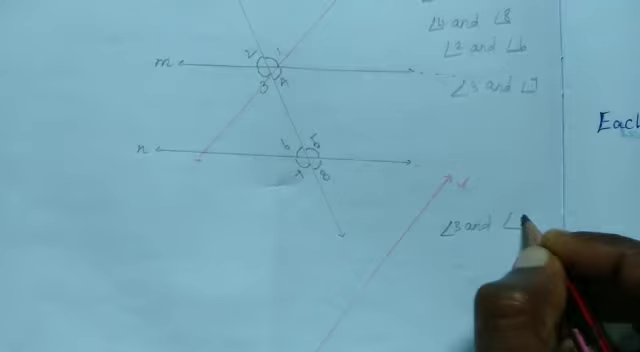 ∠4 and ∠8
∠2 and ∠6
∠3 and ∠7
m
2 1
3 4
Each
n
6 5
7 8
∠3 and ∠